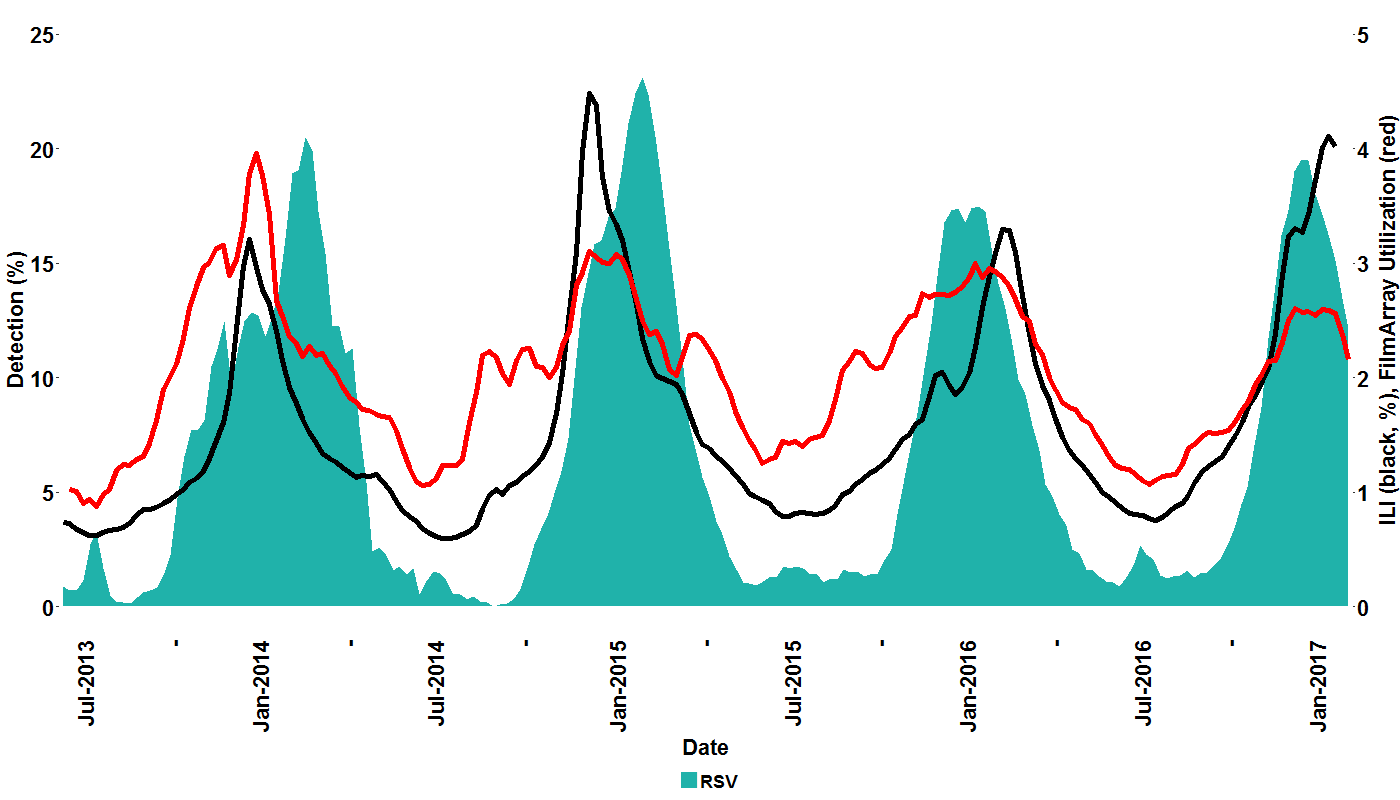 25
20
15
10
5
0
Detection (%)
5
4
3
2
1
0
ILI (black, %), FilmArray Utilization (red)
Jul-2013
Jan-2014
Jul-2014
Jan-2015
Jul-2015
Jan-2016
Jul-2016
Jan-2017
Date
RSV